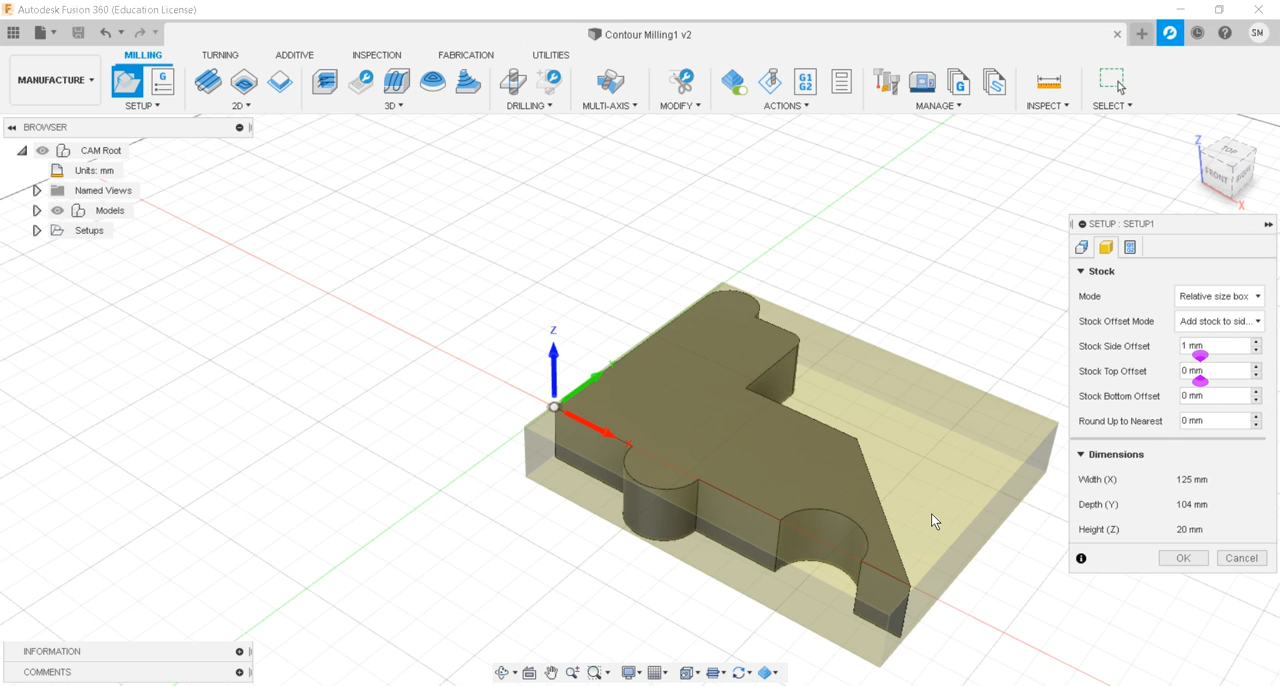 Autodesk Fusion 360 (Education License)
Contour Milling1 v2
SM
MANUFACTURE
MILLING
TURNING
ADDITIVE
INSPECTION
FABRICATION
UTILITIES
G
G1
G2
G
S
SETUP
2D
3D
DRILLING
MULTI-AXIS
MODIFY
ACTIONS
MANAGE
INSPECT
SELECT
BROWSER
CAM Root
Units: mm
Named Views
Models
Setups
Z
TOP
FRONT
RIGHT
X
SETUP : SETUP1
Stock
Mode Relative size box
Stock Offset Mode Add stock to sid...
Stock Side Offset 1 mm
Stock Top Offset 0 mm
Stock Bottom Offset 0 mm
Round Up to Nearest 0 mm
Dimensions
Width (X) 125 mm
Depth (Y) 104 mm
Height (Z) 20 mm
OK Cancel
Z
X
INFORMATION
COMMENTS